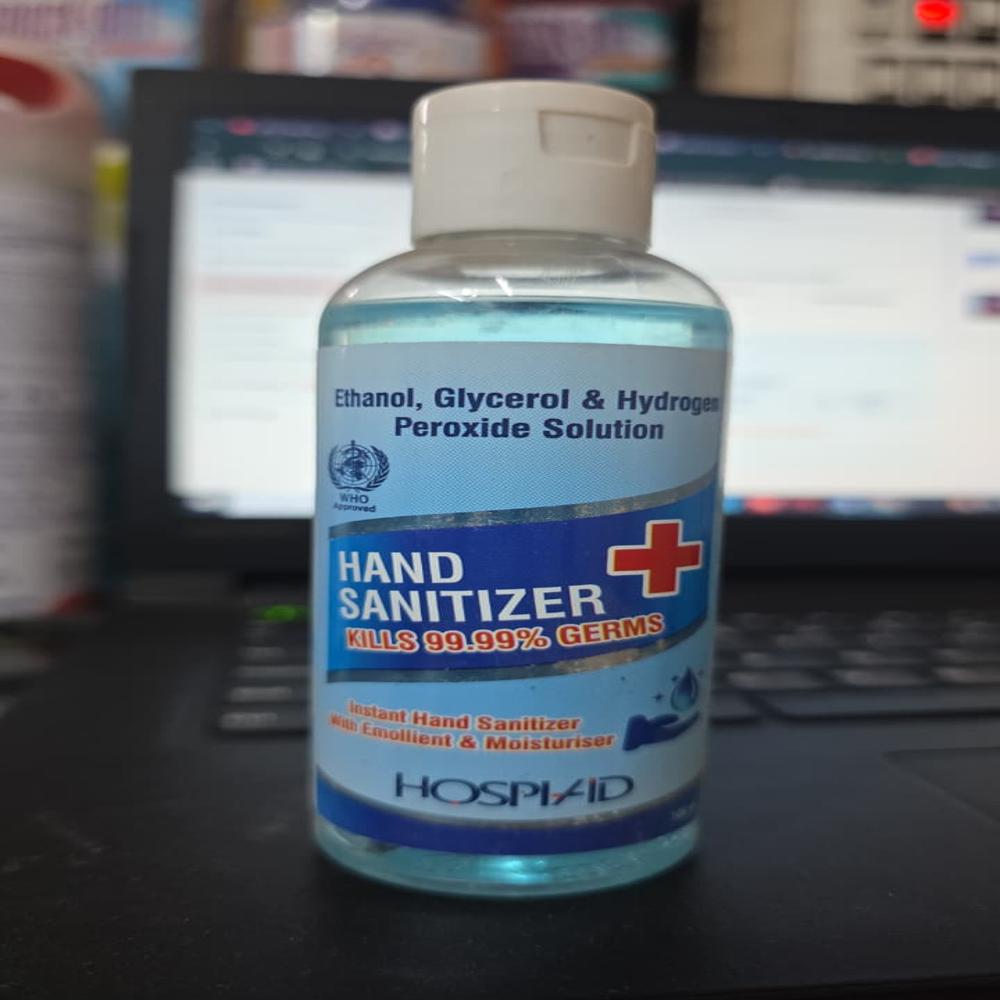 Ethanol, Glycerol & Hydrogen
Peroxide Solution
WHO
Approved
HAND
SANITIZER
KILLS 99.99% GERMS
Instant Hand Sanitizer
With Emollient & Moisturiser
HOSPIAID